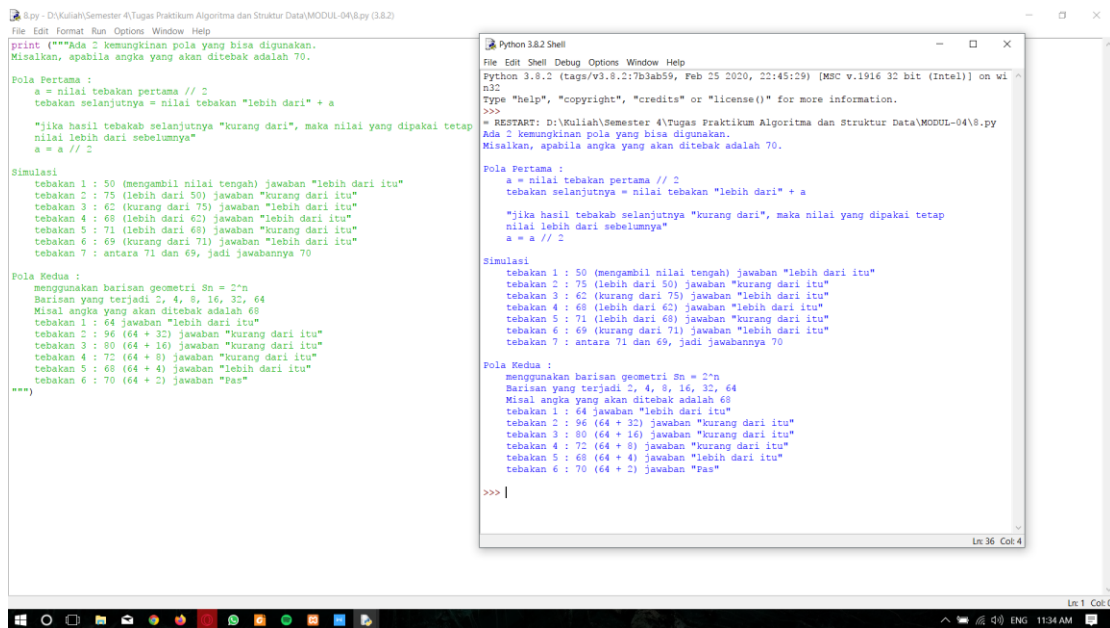 8.py - D:\Kuliah\Semester 4\Tugas Praktikum Algoritma dan Struktur Data\MODUL-04\8.py (3.8.2)
File Edit Format Run Options Window Help
print ("""Ada 2 kemungkinan pola yang bisa digunakan.
Misalkan, apabila angka yang akan ditebak adalah 70.
Pola Pertama :
a = nilai tebakan pertama // 2
tebakan selanjutnya = nilai tebakan "lebih dari" + a
"jika hasil tebakab selanjutnya "kurang dari", maka nilai yang dipakai tetap
nilai lebih dari sebelumnya"
a = a // 2
Simulasi
tebakan 1 : 50 (mengambil nilai tengah) jawaban "lebih dari itu"
tebakan 2 : 75 (lebih dari 50) jawaban "kurang dari itu"
tebakan 3 : 62 (kurang dari 75) jawaban "lebih dari itu"
tebakan 4 : 68 (lebih dari 62) jawaban "lebih dari itu"
tebakan 5 : 71 (lebih dari 68) jawaban "kurang dari itu"
tebakan 6 : 69 (kurang dari 71) jawaban "lebih dari itu"
tebakan 7 : antara 71 dan 69, jadi jawabannya 70
Pola Kedua :
menggunakan barisan geometri Sn = 2^n
Barisan yang terjadi 2, 4, 8, 16, 32, 64
Misal angka yang akan ditebak adalah 68
tebakan 1 : 64 jawaban "lebih dari itu"
tebakan 2 : 96 (64 + 32) jawaban "kurang dari itu"
tebakan 3 : 80 (64 + 16) jawaban "kurang dari itu"
tebakan 4 : 72 (64 + 8) jawaban "kurang dari itu"
tebakan 5 : 68 (64 + 4) jawaban "lebih dari itu"
tebakan 6 : 70 (64 + 2) jawaban "Pas"
""")
Python 3.8.2 Shell
File Edit Shell Debug Options Window Help
Python 3.8.2 (tags/v3.8.2:7b3ab59, Feb 25 2020, 22:45:29) [MSC v.1916 32 bit (Intel)] on wi
n32
Type "help", "copyright", "credits" or "license()" for more information.
>>>
= RESTART: D:\Kuliah\Semester 4\Tugas Praktikum Algoritma dan Struktur Data\MODUL-04\8.py
Ada 2 kemungkinan pola yang bisa digunakan.
Misalkan, apabila angka yang akan ditebak adalah 70.
Pola Pertama :
a = nilai tebakan pertama // 2
tebakan selanjutnya = nilai tebakan "lebih dari" + a
"jika hasil tebakab selanjutnya "kurang dari", maka nilai yang dipakai tetap
nilai lebih dari sebelumnya"
a = a // 2
Simulasi
tebakan 1 : 50 (mengambil nilai tengah) jawaban "lebih dari itu"
tebakan 2 : 75 (lebih dari 50) jawaban "kurang dari itu"
tebakan 3 : 62 (kurang dari 75) jawaban "lebih dari itu"
tebakan 4 : 68 (lebih dari 62) jawaban "lebih dari itu"
tebakan 5 : 71 (lebih dari 68) jawaban "kurang dari itu"
tebakan 6 : 69 (kurang dari 71) jawaban "lebih dari itu"
tebakan 7 : antara 71 dan 69, jadi jawabannya 70
Pola Kedua :
menggunakan barisan geometri Sn = 2^n
Barisan yang terjadi 2, 4, 8, 16, 32, 64
Misal angka yang akan ditebak adalah 68
tebakan 1 : 64 jawaban "lebih dari itu"
tebakan 2 : 96 (64 + 32) jawaban "kurang dari itu"
tebakan 3 : 80 (64 + 16) jawaban "kurang dari itu"
tebakan 4 : 72 (64 + 8) jawaban "kurang dari itu"
tebakan 5 : 68 (64 + 4) jawaban "lebih dari itu"
tebakan 6 : 70 (64 + 2) jawaban "Pas"
>>>
Ln: 36 Col: 4
Ln: 1 Col: 0
ENG 11:34 AM